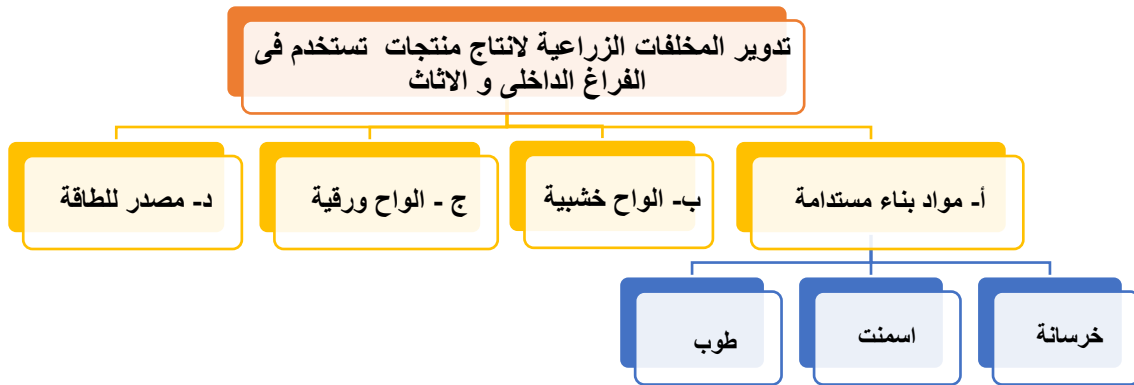 تدوير المخلفات الزراعية لانتاج منتجات تستخدم فى
الفراغ الداخلى و الاثاث
أ- مواد بناء مستدامة
ب- الواح خشبية
ج - الواح ورقية
د- مصدر للطاقة
خرسانة
اسمنت
طوب